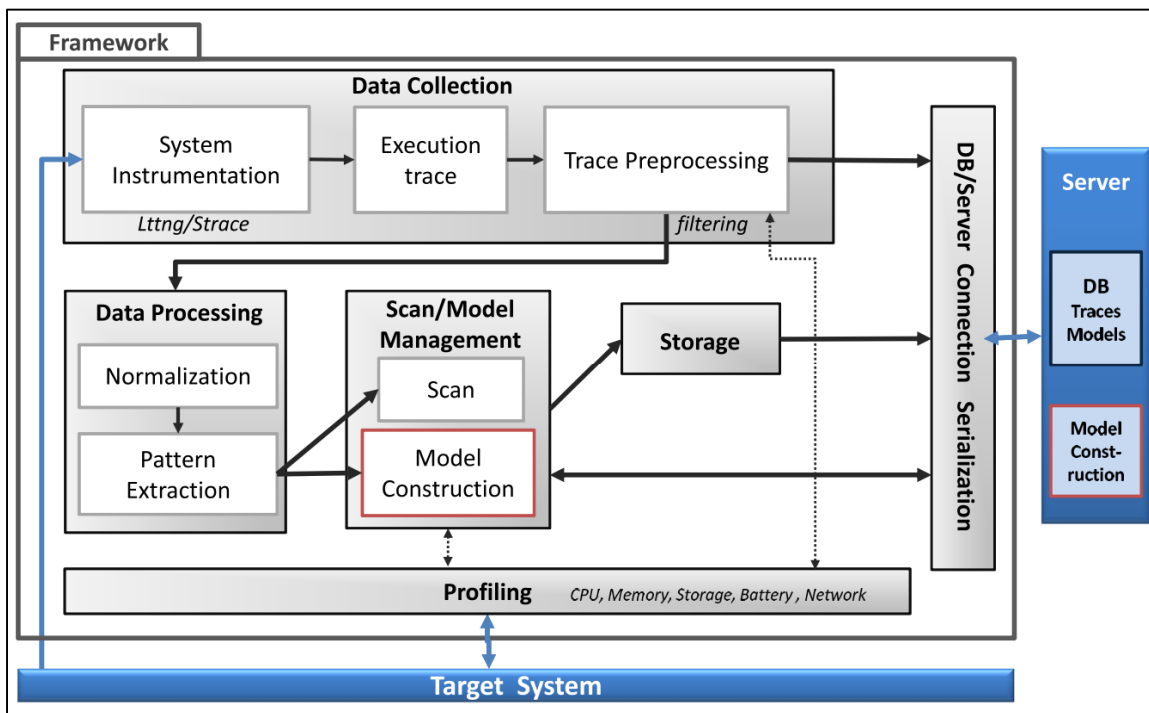 Framework
Data Collection
System
Instrumentation
Execution
trace
Trace Preprocessing
Lttng/Strace
filtering
Data Processing
Normalization
Pattern
Extraction
Scan/Model
Management
Scan
Model
Construction
Storage
DB/Server Connection Serialization
Server
DB
Traces
Models
Model
Const-
ruction
Profiling
CPU, Memory, Storage, Battery , Network
Target System